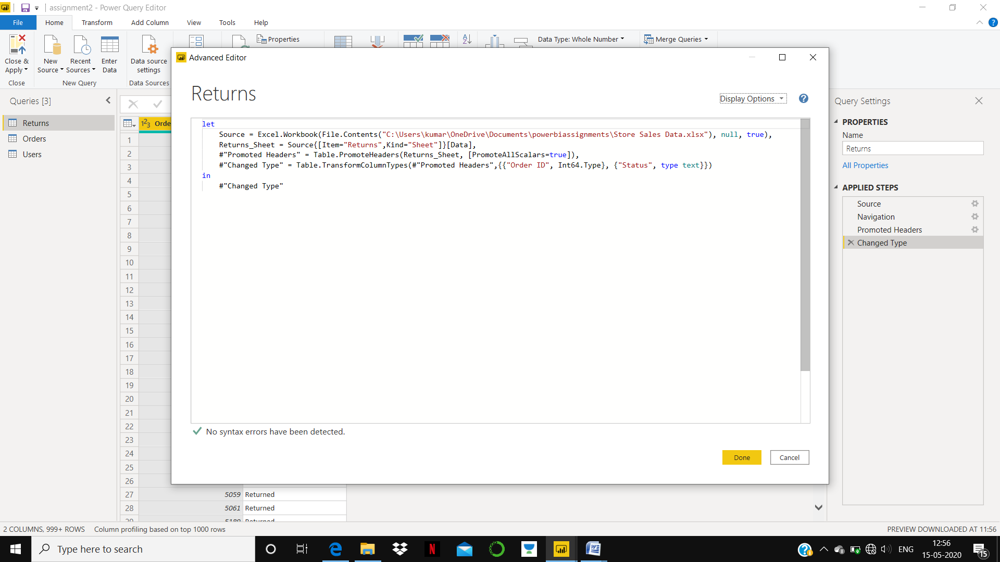 assignment2 - Power Query Editor
File
Home
Transform
Add Column
View
Tools
Help
Close &
Apply
Close
New
Source
Recent
Sources
Enter
Data
New Query
Data source
settings
Data Sources
Properties
Data Type: Whole Number
Merge Queries
Queries [3]
Returns
Orders
Users
Advanced Editor
Returns
Display Options
let
Source = Excel.Workbook(File.Contents("C:\Users\kumar\OneDrive\Documents\powerbiassignments\Store Sales Data.xlsx"), null, true),
Returns_Sheet = Source{[Item="Returns",Kind="Sheet"]}[Data],
#"Promoted Headers" = Table.PromoteHeaders(Returns_Sheet, [PromoteAllScalars=true]),
#"Changed Type" = Table.TransformColumnTypes(#"Promoted Headers",{{"Order ID", Int64.Type}, {"Status", type text}})
in
#"Changed Type"
No syntax errors have been detected.
Done
Cancel
1 2 3 Orde
1
2
3
4
5
6
7
8
9
10
11
12
13
14
15
16
17
18
19
20
21
22
23
24
25
26
27 5059 Returned
28 5061 Returned
29 5189 Returned
Query Settings
PROPERTIES
Name
Returns
All Properties
APPLIED STEPS
Source
Navigation
Promoted Headers
Changed Type
2 COLUMNS, 999+ ROWS
Column profiling based on top 1000 rows
PREVIEW DOWNLOADED AT 11:56
Type here to search
ENG
12:56
15-05-2020
15